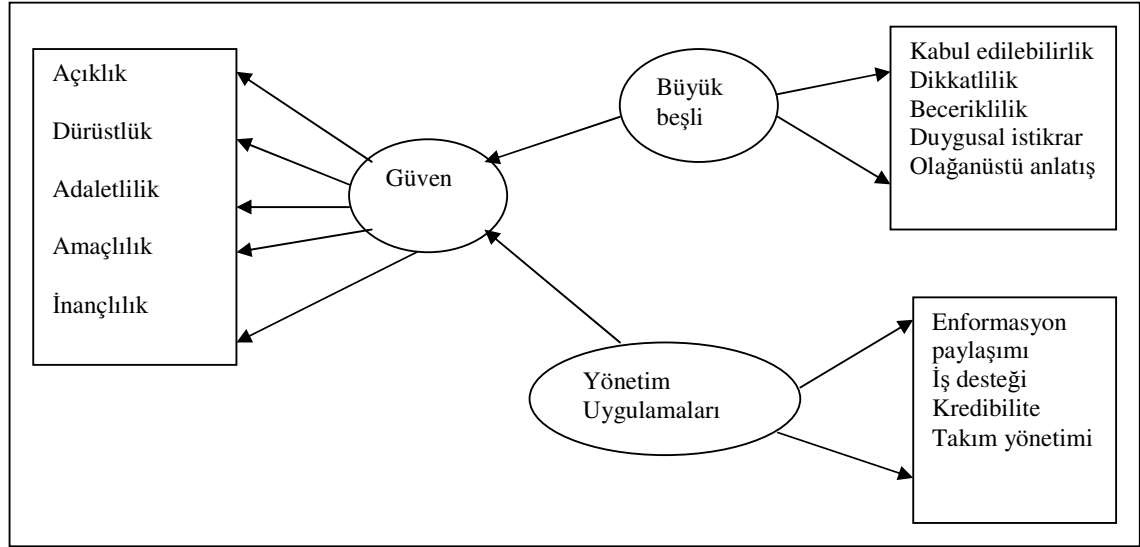 Açıklık
Dürüstlük
Adaletlilik
Amaçlılık
İnançlılık
Güven
Büyük
beşli
Kabul edilebilirlik
Dikkatlilik
Beceriklilik
Duygusal istikrar
Olağanüstü anlatış
Yönetim
Uygulamaları
Enformasyon
paylaşımı
İş desteği
Kredibilite
Takım yönetimi